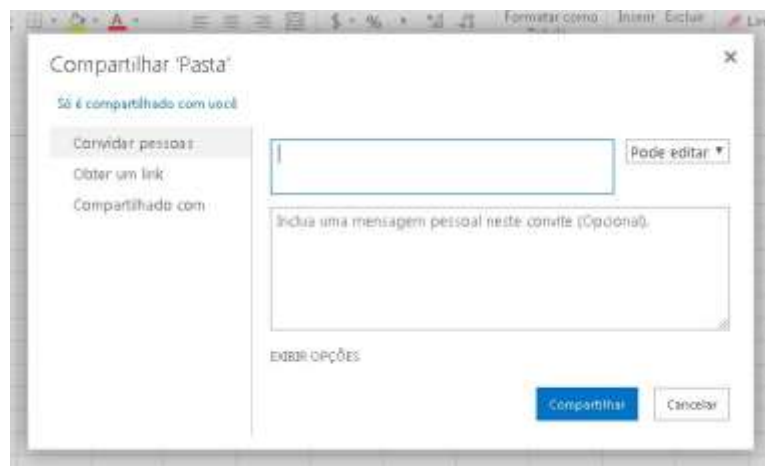 $ - %
Formatar como
Inserir Excluir
Compartilhar 'Pasta'
Só é compartilhado com você
Convidar pessoas
Pode editar
Obter um link
Compartilhado com
Inclua uma mensagem pessoal neste convite (Opcional).
EXIBIR OPÇÕES
Compartilhar
Cancelar